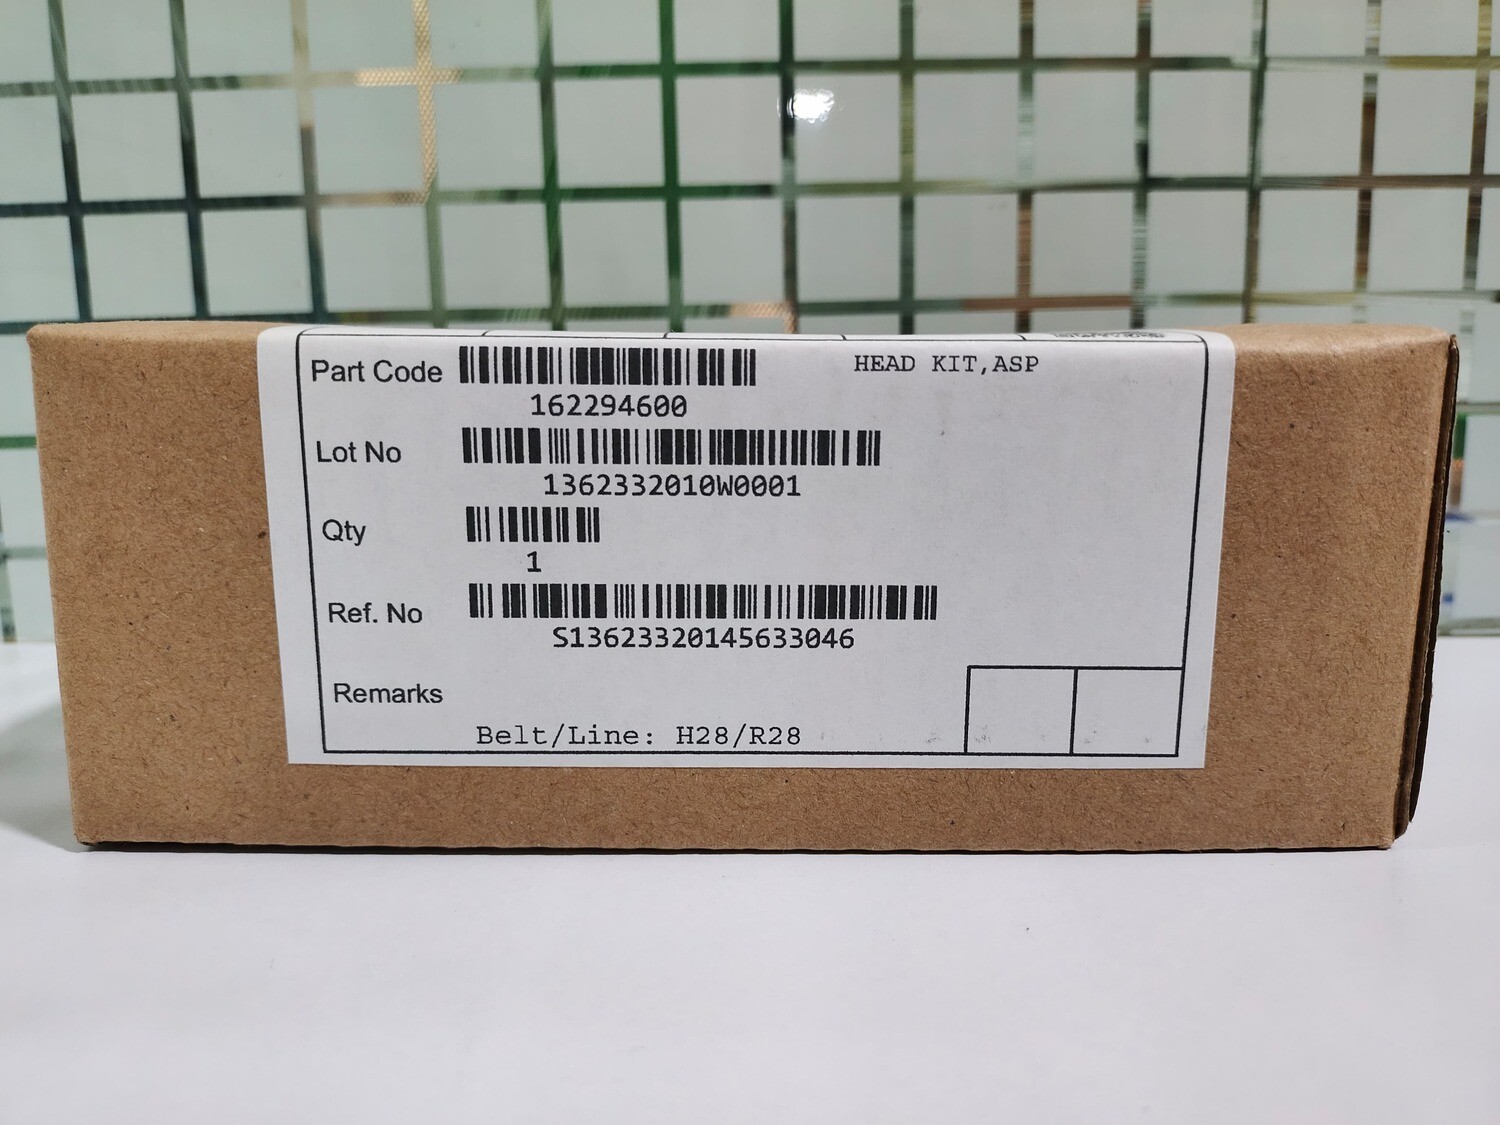 Part Code
HEAD KIT,ASP
162294600
Lot No
1362332010W0001
Qty
1
Ref. No
S13623320145633046
Remarks
Belt/Line: H28/R28